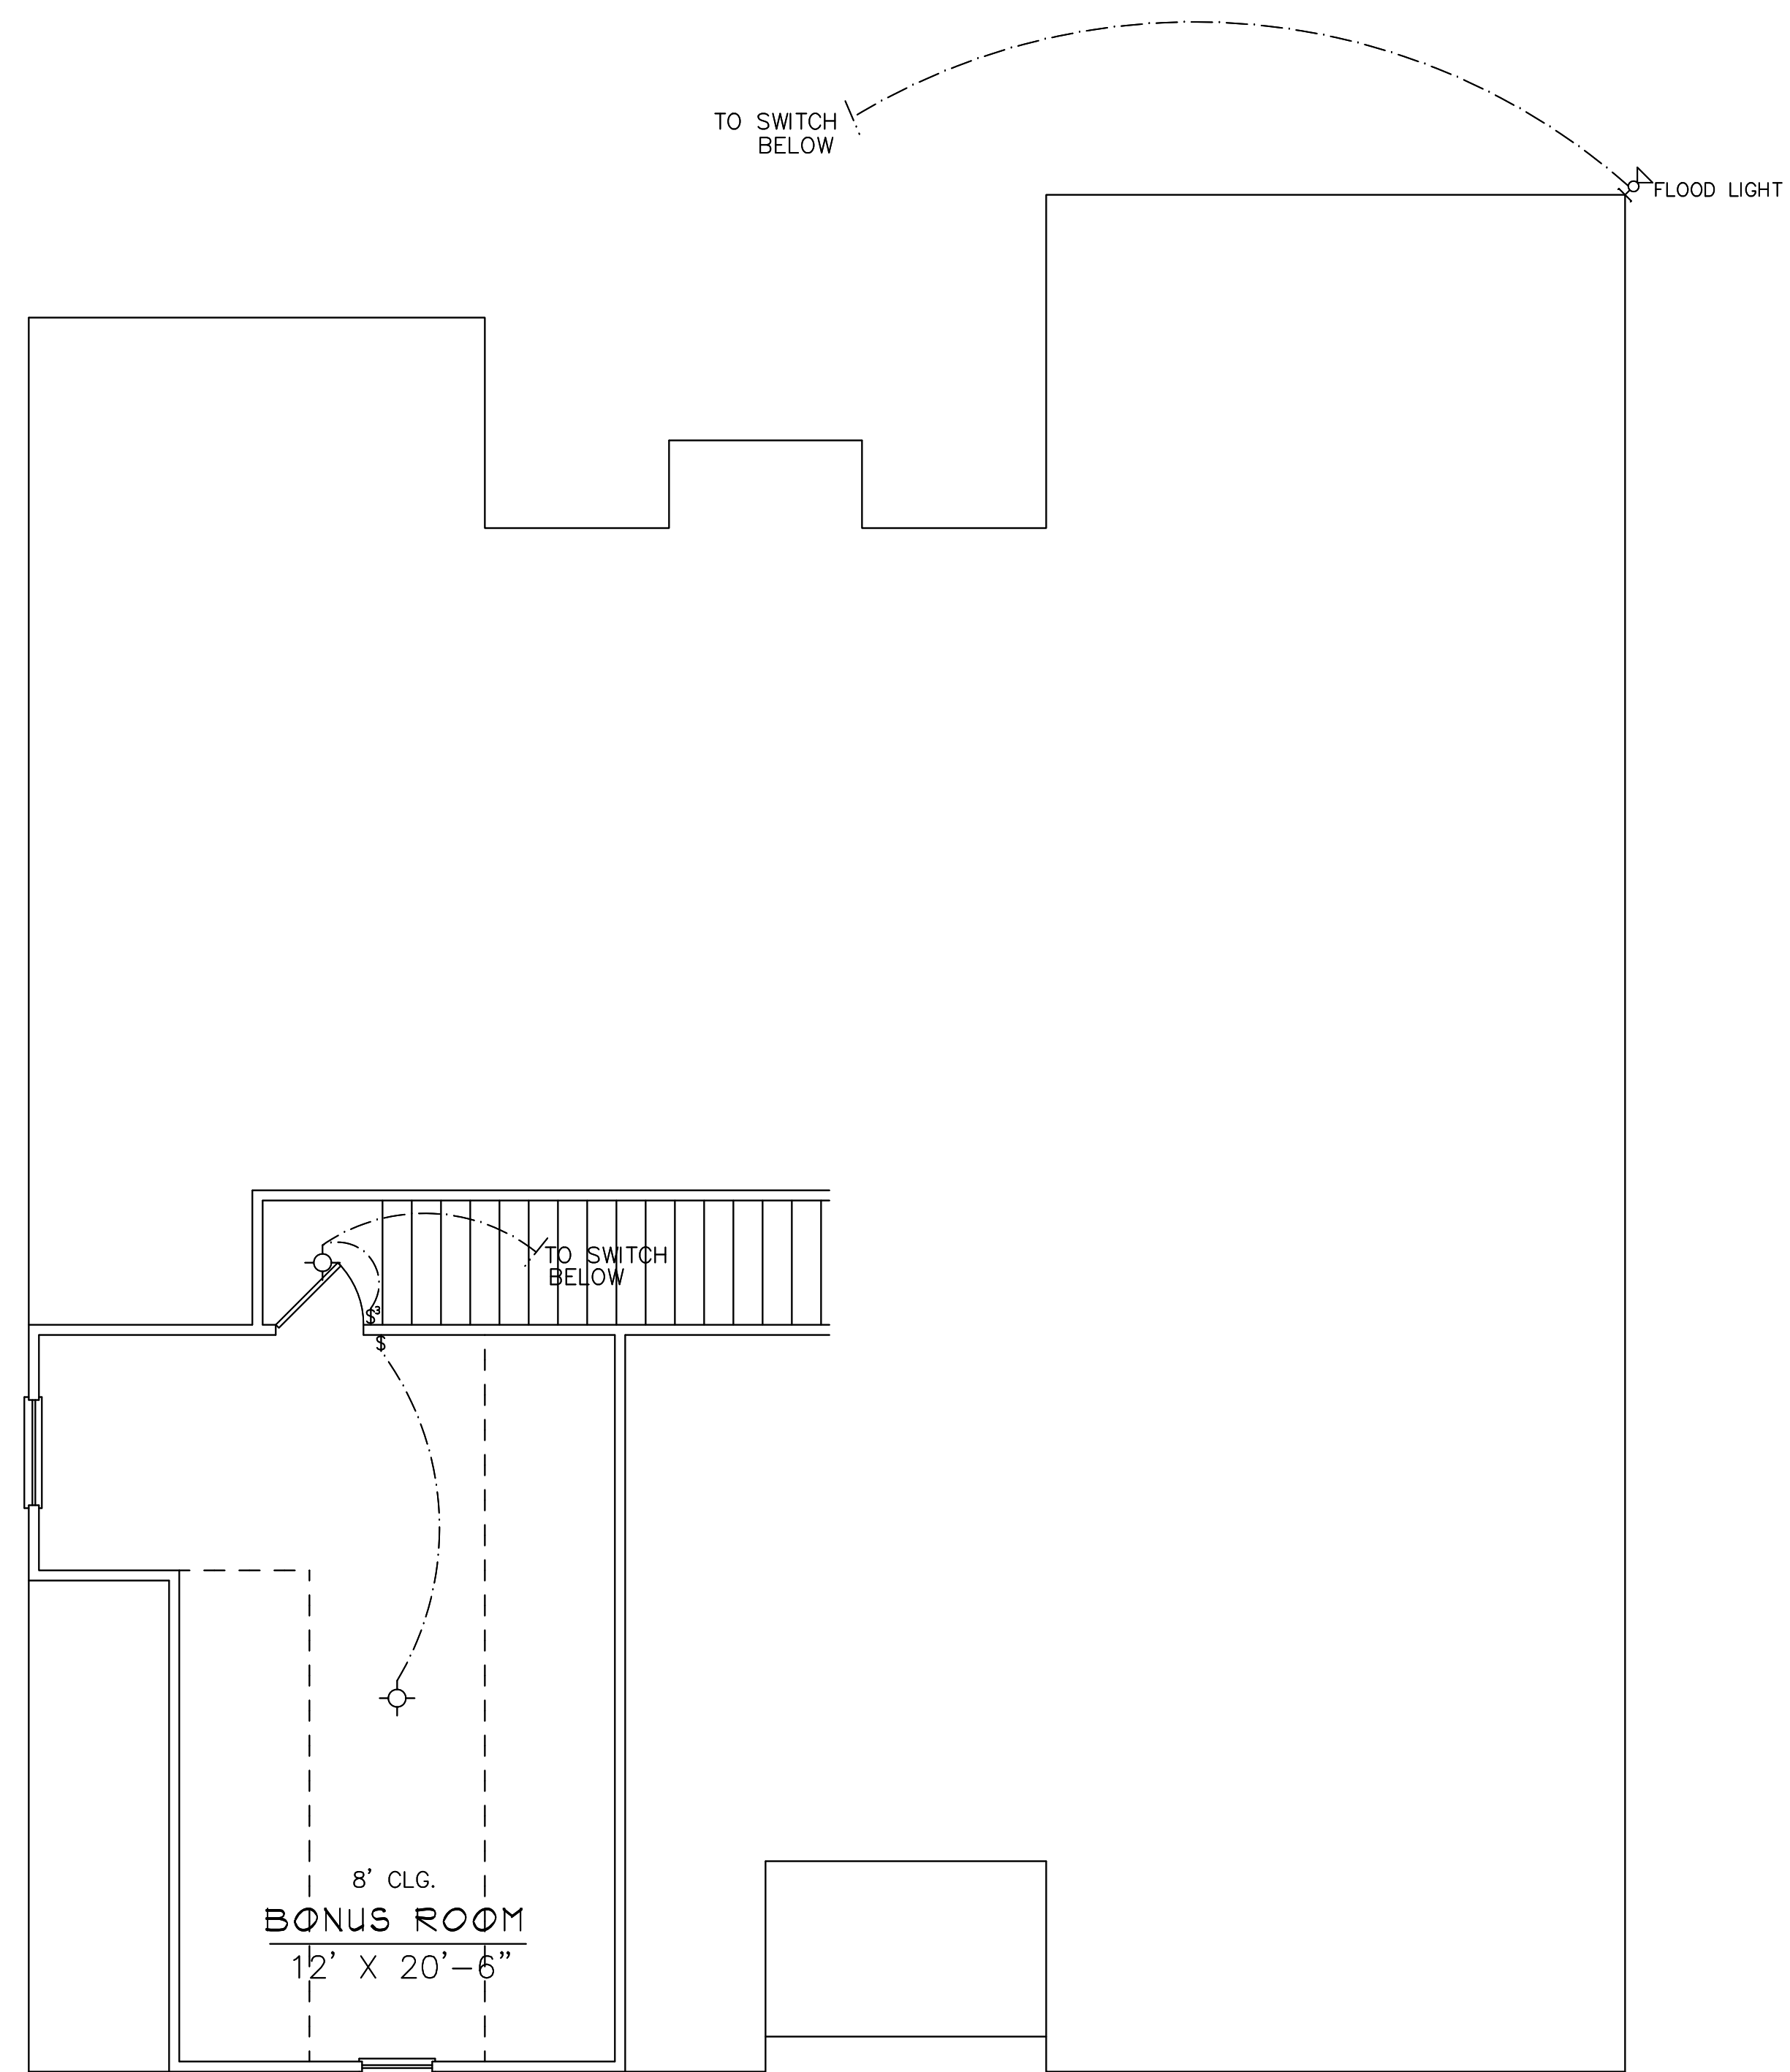 TO SWITCH
BELOW
FLOOD LIGHT
TO SWITCH
BELOW
$3
$
8' CLG.
BONUS ROOM
12' X 20'-6"